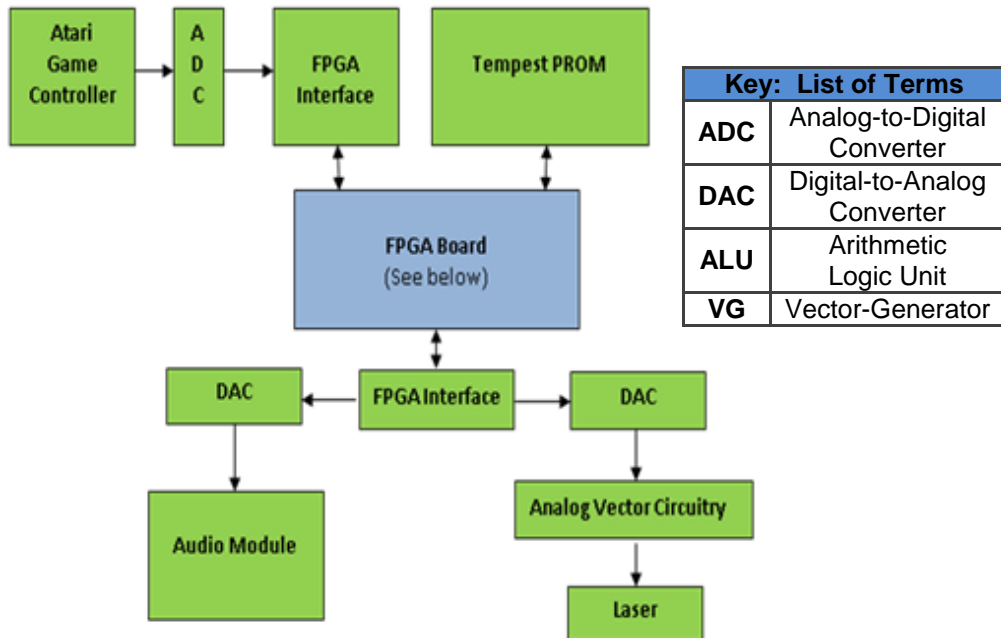 Atari
Game
Controller
A
D
C
FPGA
Interface
Tempest PROM
Key: List of Terms
ADC
Analog-to-Digital
Converter
DAC
Digital-to-Analog
Converter
ALU
Arithmetic
Logic Unit
VG
Vector-Generator
FPGA Board
(See below)
DAC
FPGA Interface
DAC
Audio Module
Analog Vector Circuitry
Laser